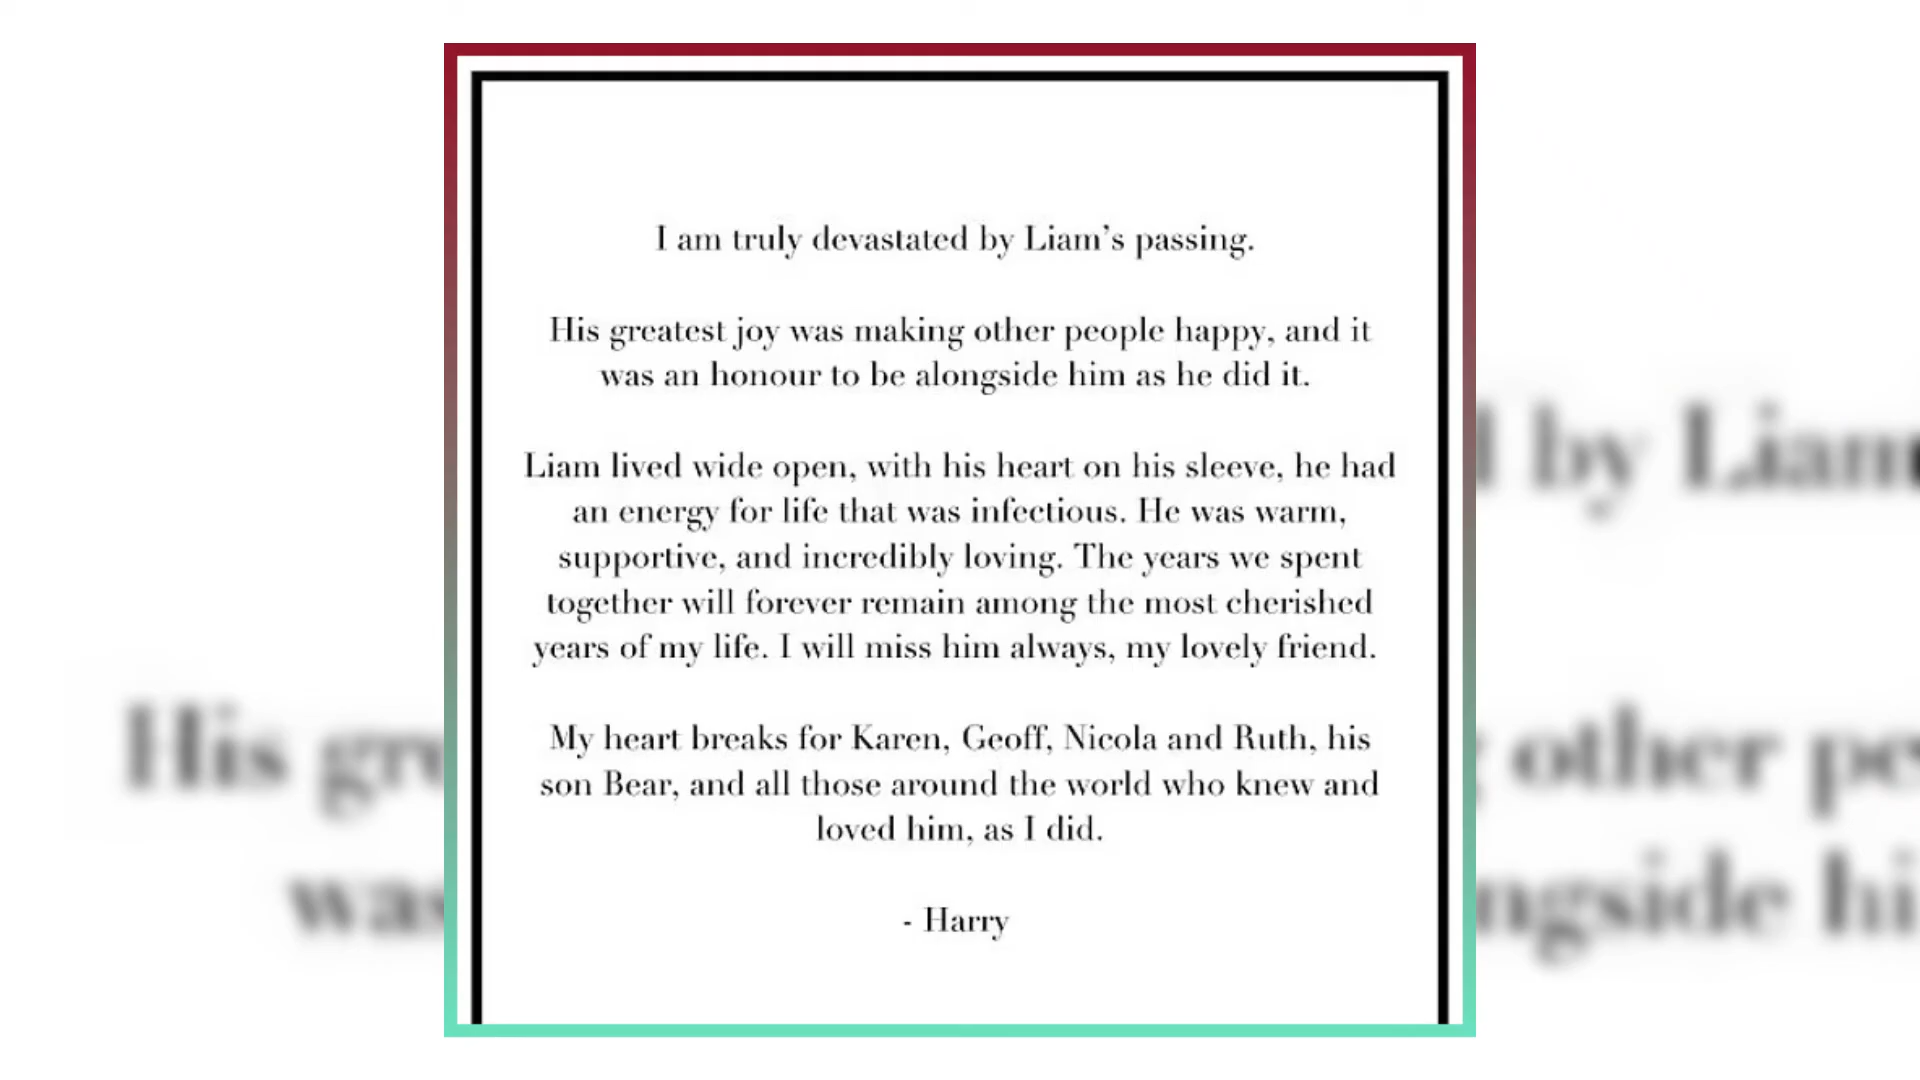 I am truly devastated by Liam's passing.
His greatest joy was making other people happy, and it
was an honour to be alongside him as he did it.
Liam lived wide open, with his heart on his sleeve, he had
an energy for life that was infectious. He was warm,
supportive, and incredibly loving. The years we spent
together will forever remain among the most cherished
years of my life. I will miss him always, my lovely friend.
My heart breaks for Karen, Geoff, Nicola and Ruth, his
son Bear, and all those around the world who knew and
loved him, as I did.
- Harry
by Liam
His
other
was